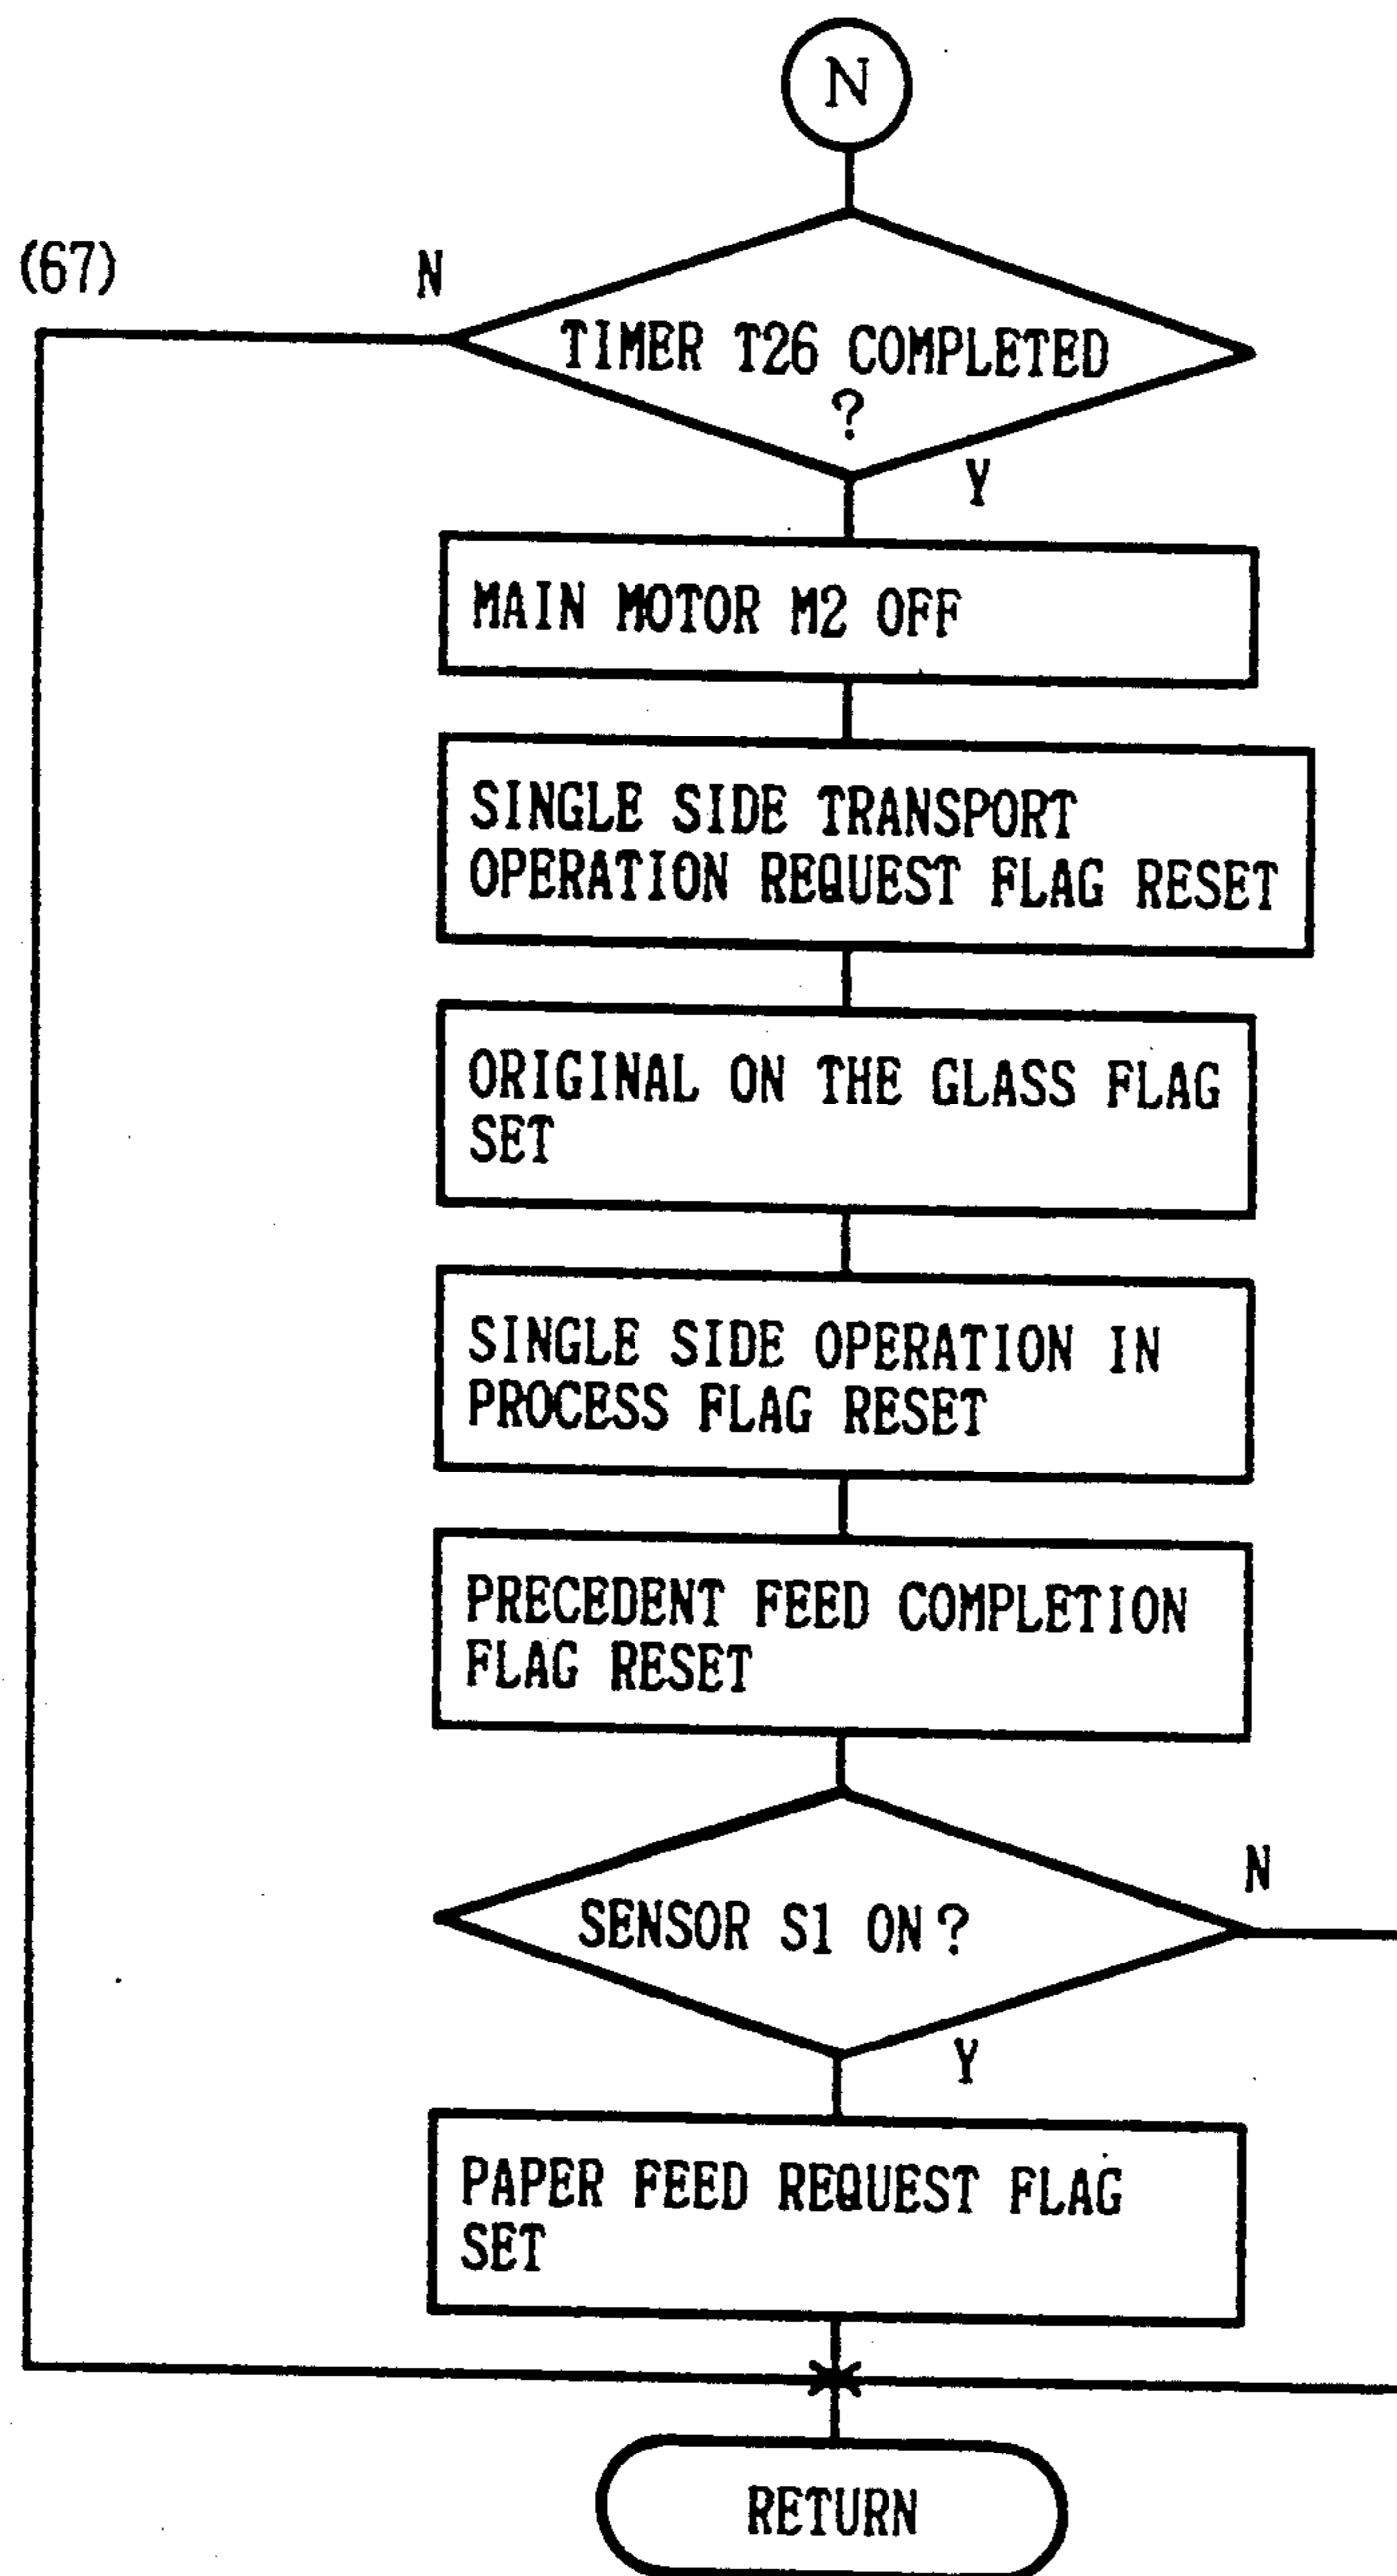 N
(67)
N
TIMER T26 COMPLETED
?
Y
MAIN MOTOR M2 OFF
SINGLE SIDE TRANSPORT
OPERATION REQUEST FLAG RESET
ORIGINAL ON THE GLASS FLAG
SET
SINGLE SIDE OPERATION IN
PROCESS FLAG RESET
PRECEDENT FEED COMPLETION
FLAG RESET
N
SENSOR S1 ON?
Y
PAPER FEED REQUEST FLAG
SET
RETURN